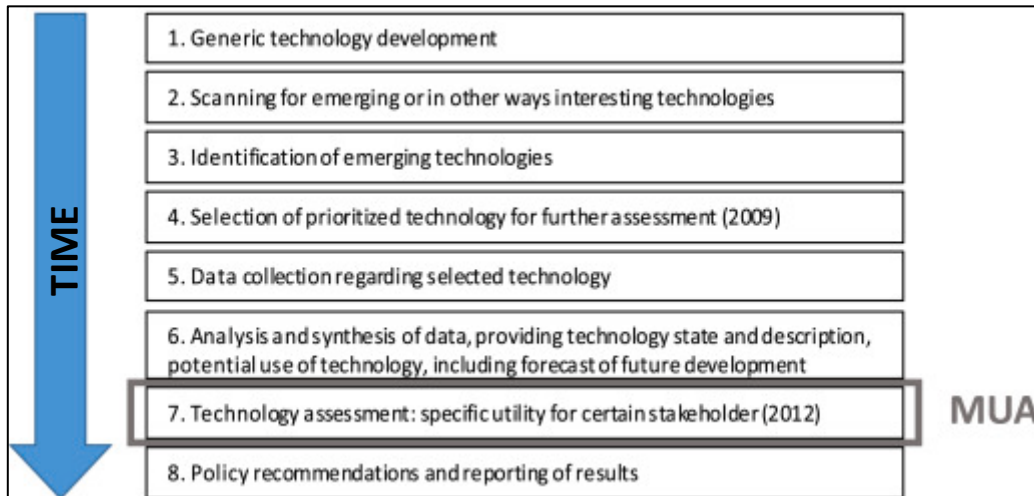 TIME
1. Generic technology development
2. Scanning for emerging or in other ways interesting technologies
3. Identification of emerging technologies
4. Selection of prioritized technology for further assessment (2009)
5. Data collection regarding selected technology
6. Analysis and synthesis of data, providing technology state and description,
potential use of technology, including forecast of future development
7. Technology assessment: specific utility for certain stakeholder (2012)
MUA
8. Policy recommendations and reporting of results